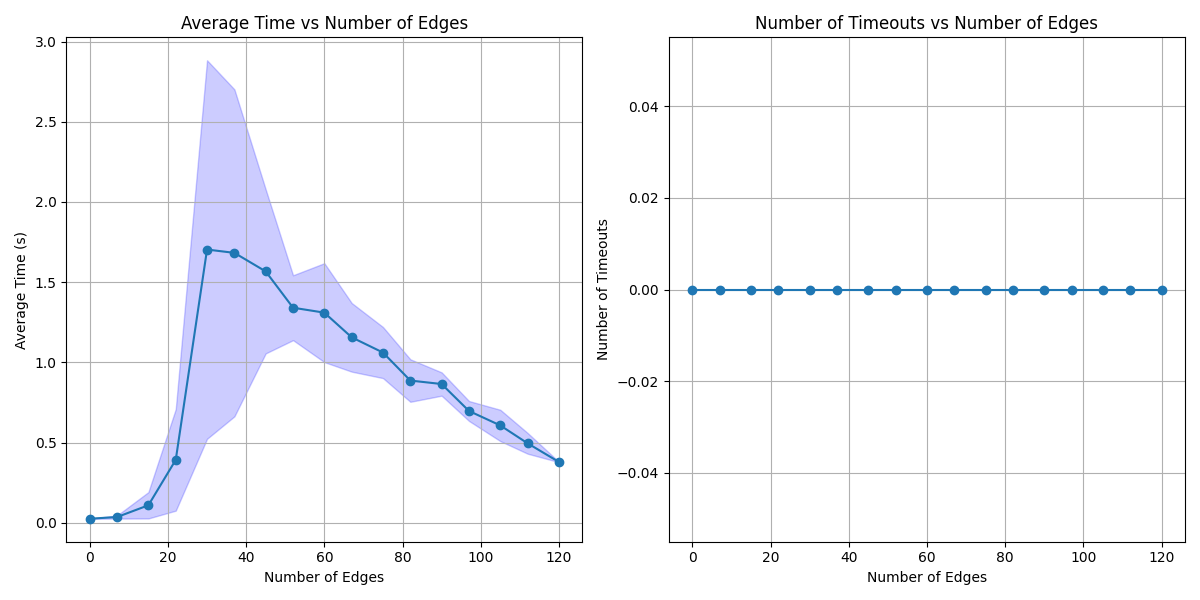 Average Time vs Number of Edges
3.0
2.5
2.0
1.5
1.0
0.5
0.0
Average Time (s)
0 20 40 60 80 100 120
Number of Edges
Number of Timeouts vs Number of Edges
0.04
0.02
0.00
−0.02
−0.04
Number of Timeouts
0 20 40 60 80 100 120
Number of Edges